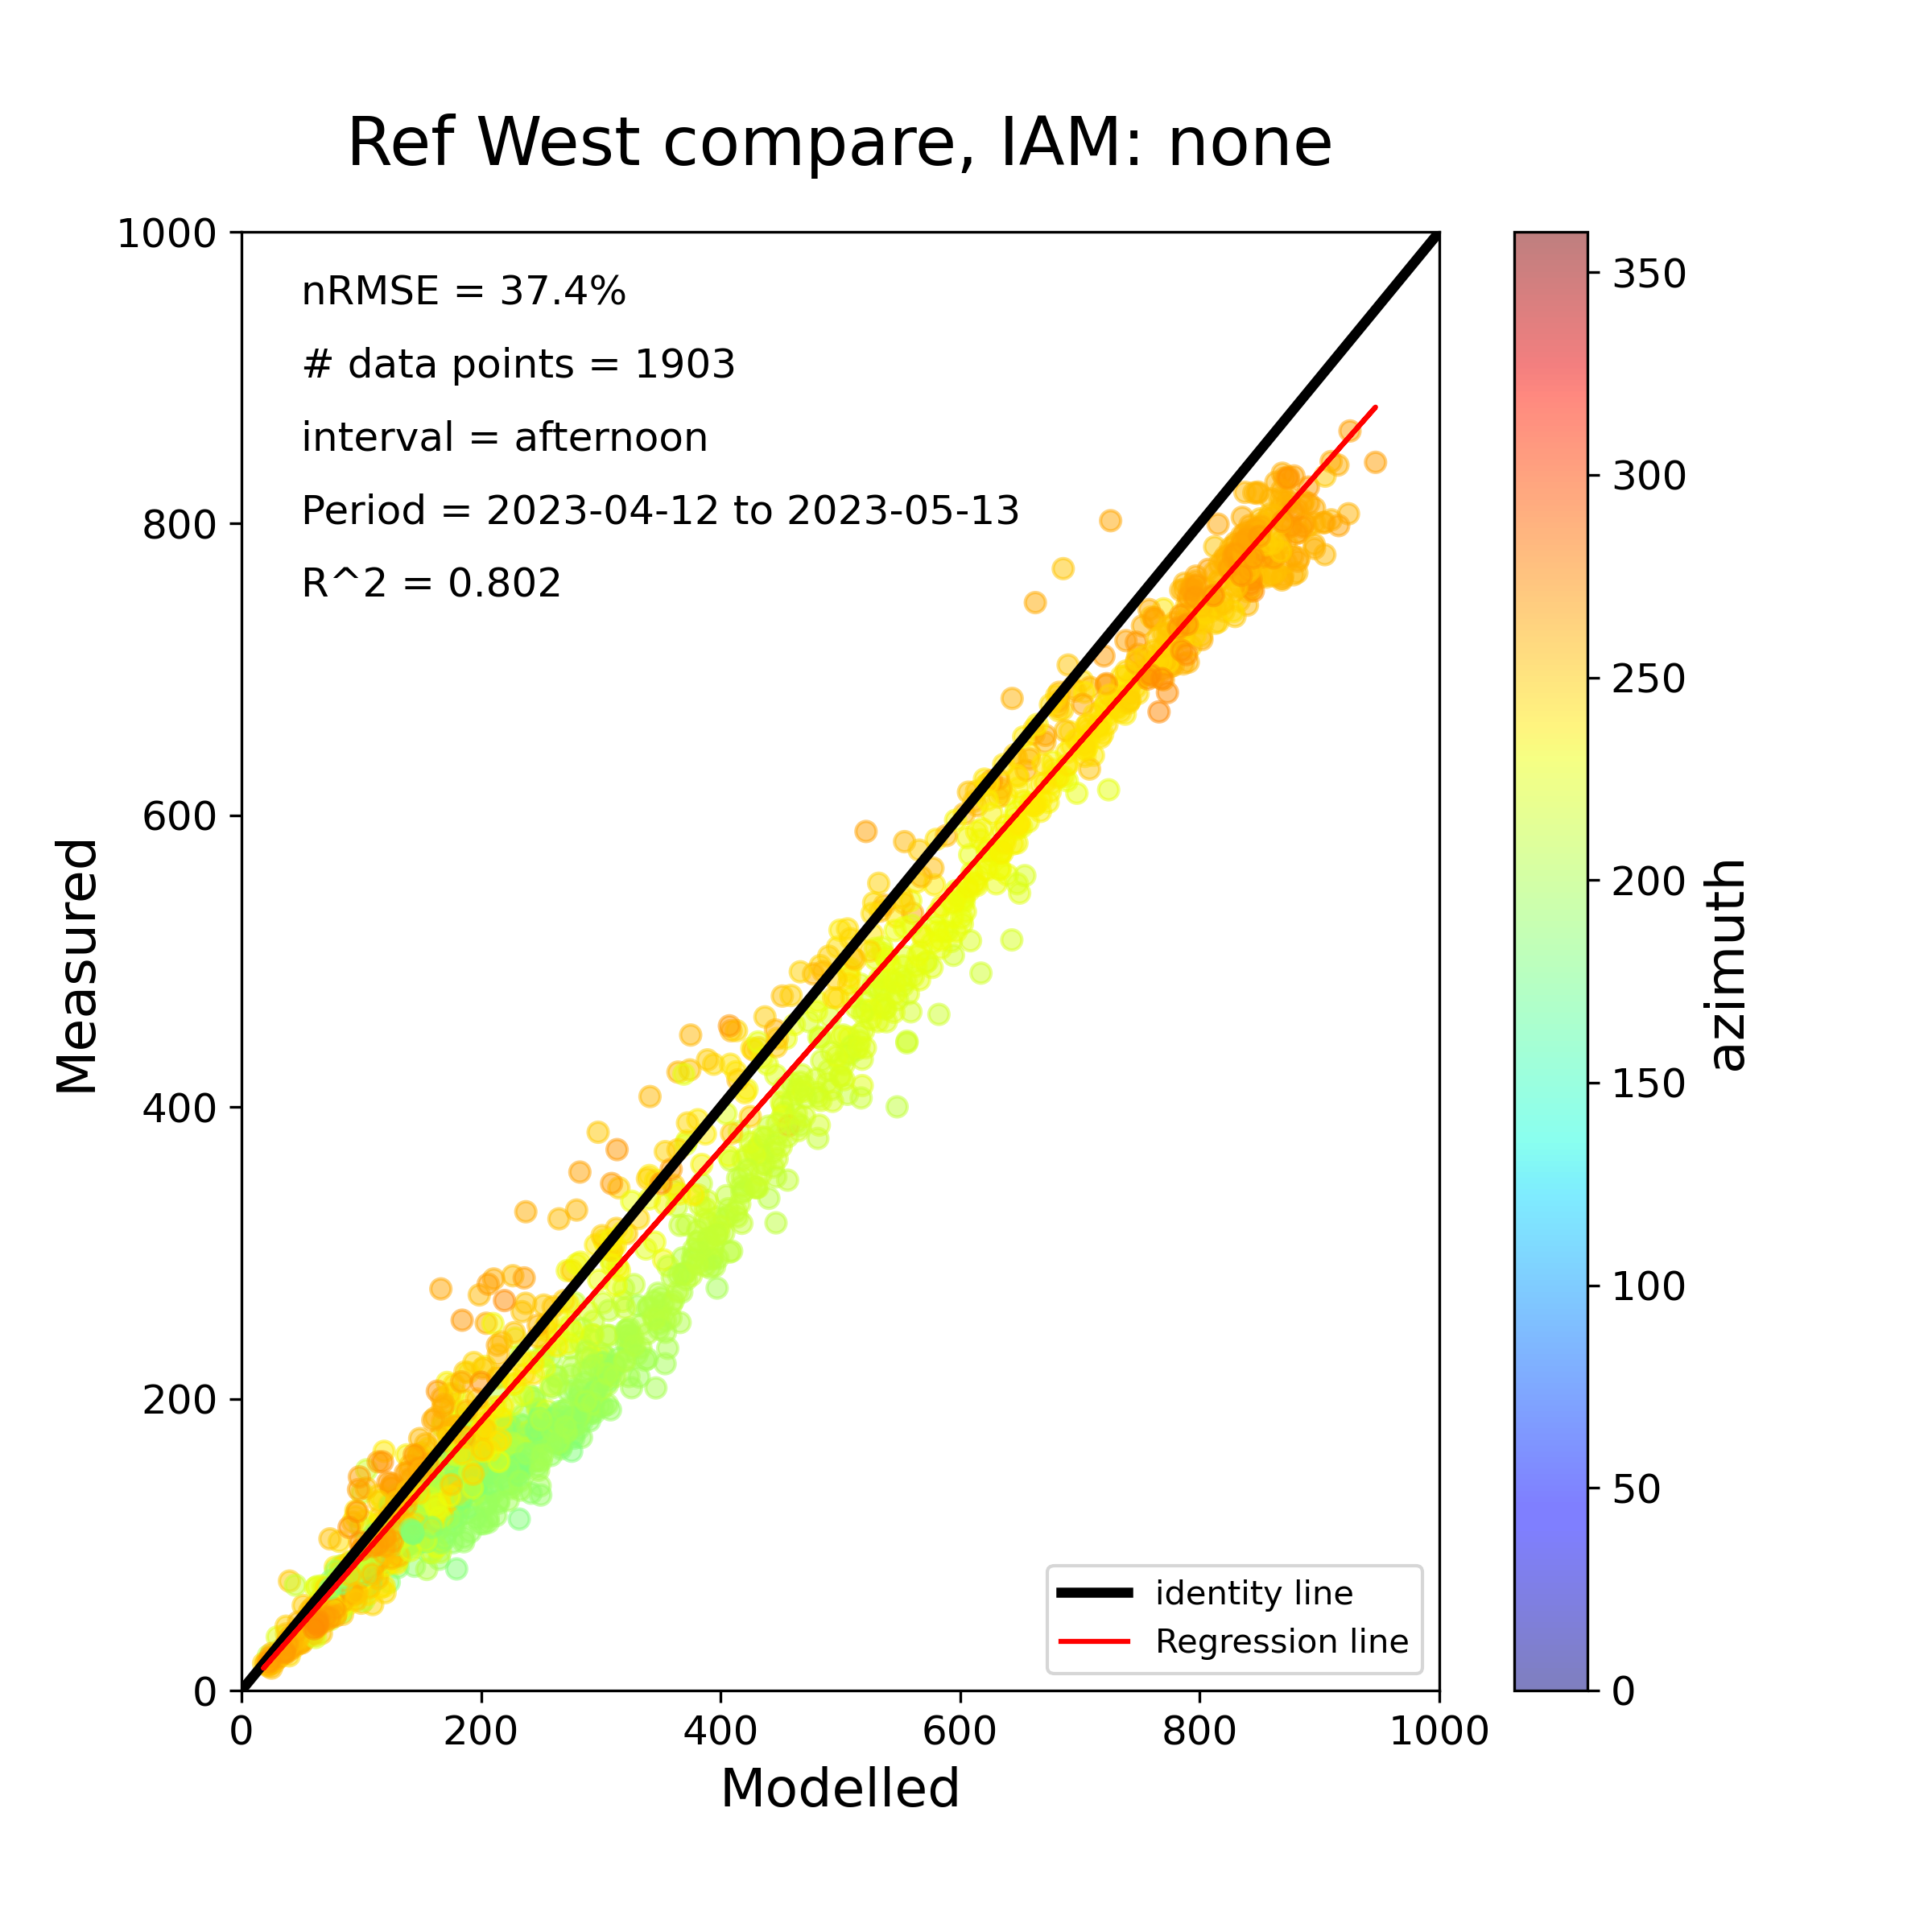 Ref West compare, IAM: none
1000
800
600
400
200
0
Measured
nRMSE = 37.4%
# data points = 1903
interval = afternoon
Period = 2023-04-12 to 2023-05-13
R^2 = 0.802
identity line
Regression line
0 200 400 600 800 1000
Modelled
350
300
250
200
150
100
50
0
azimuth